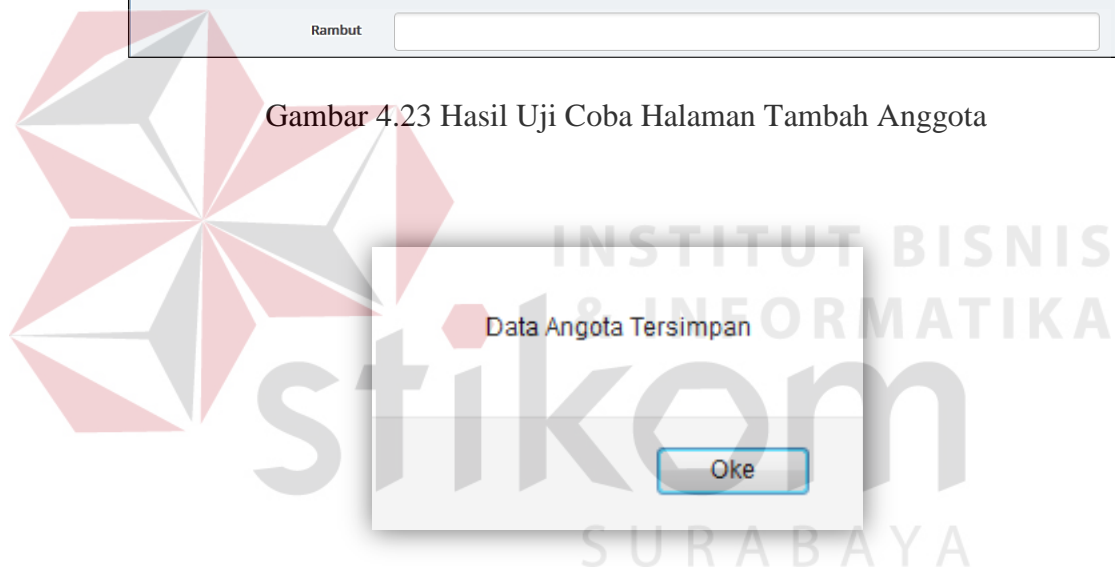 Rambut
Gambar 4.23 Hasil Uji Coba Halaman Tambah Anggota
INSTITUT BISNIS
& INFORMATIKA
Data Angota Tersimpan
stikom
Oke
SURABAYA